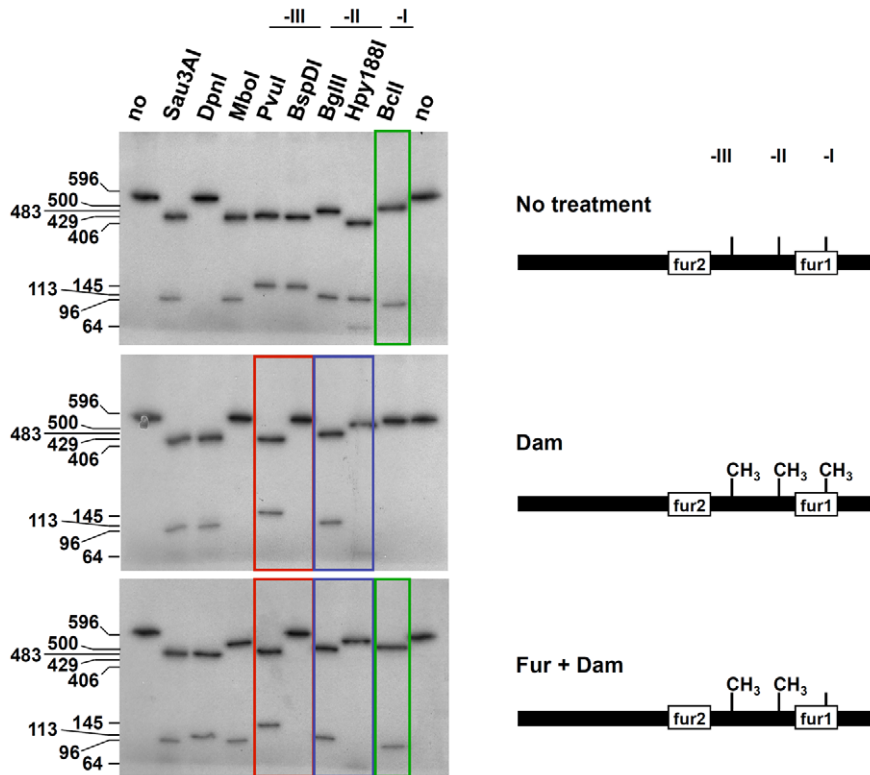 -III -II -I
no Sau3AI DpnI MboI PvuI BspDI BglII Hpy188I BclI no
596
500
483
429
406
145
113
96
64
-III -II -I
No treatment
fur2 fur1
596
500
483
429
406
145
113
96
64
Dam
CH3 CH3 CH3
fur2 fur1
596
500
483
429
406
145
113
96
64
Fur + Dam
CH3 CH3
fur2 fur1